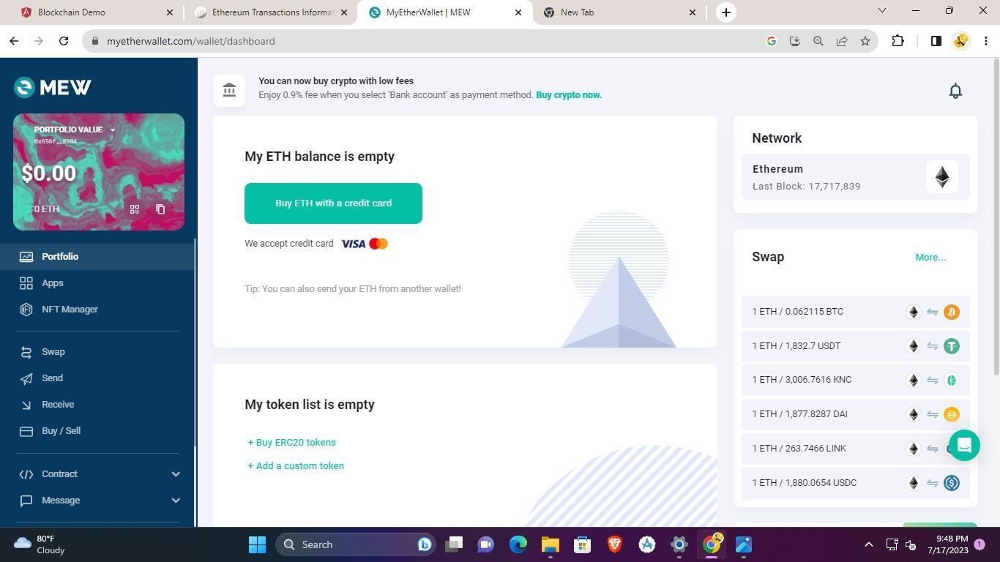 Blockchain Demo
Ethereum Transactions Informat
MyEtherWallet | MEW
New Tab
myetherwallet.com/wallet/dashboard
MEW
PORTFOLIO VALUE
0x656f...8984
$0.00
0 ETH
Portfolio
Apps
NFT Manager
Swap
Send
Receive
Buy / Sell
Contract
Message
You can now buy crypto with low fees
Enjoy 0.9% fee when you select ‘Bank account’ as payment method. Buy crypto now.
My ETH balance is empty
Buy ETH with a credit card
We accept credit card VISA
Tip: You can also send your ETH from another wallet!
My token list is empty
+ Buy ERC20 tokens
+ Add a custom token
Network
Ethereum
Last Block: 17,717,839
Swap
More...
1 ETH / 0.062115 BTC
1 ETH / 1,832.7 USDT
1 ETH / 3,006.7616 KNC
1 ETH / 1,877.8287 DAI
1 ETH / 263.7466 LINK
1 ETH / 1,880.0654 USDC
80°F
Cloudy
Search
9:48 PM
7/17/2023
1